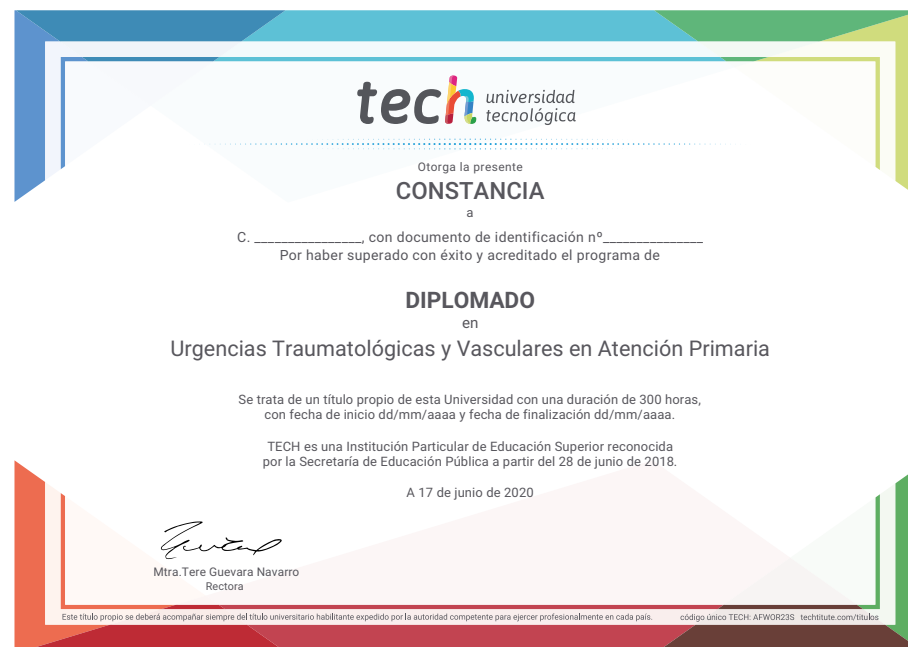 tech universidad
tecnológica
Otorga la presente
CONSTANCIA
a
C. ________________, con documento de identificación nº_______________
Por haber superado con éxito y acreditado el programa de
DIPLOMADO
en
Urgencias Traumatológicas y Vasculares en Atención Primaria
Se trata de un título propio de esta Universidad con una duración de 300 horas,
con fecha de inicio dd/mm/aaaa y fecha de finalización dd/mm/aaaa.
TECH es una Institución Particular de Educación Superior reconocida
por la Secretaría de Educación Pública a partir del 28 de junio de 2018.
A 17 de junio de 2020
Mtra.Tere Guevara Navarro
Rectora
Este título propio se deberá acompañar siempre del título universitario habilitante expedido por la autoridad competente para ejercer profesionalmente en cada país. código único TECH: AFWOR23S techtitute.com/titulos